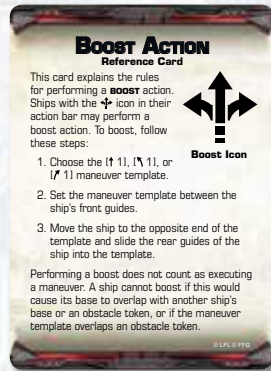 BOOST ACTION
Reference Card
This card explains the rules
for performing a BOOST action.
Ships with the icon in their
action bar may perform a
boost action. To boost, follow
these steps:
Boost Icon
1. Choose the [↑ 1], [↰ 1], or
[↱ 1] maneuver template.
2. Set the maneuver template between the
ship's front guides.
3. Move the ship to the opposite end of the
template and slide the rear guides of the
ship into the template.
Performing a boost does not count as executing
a maneuver. A ship cannot boost if this would
cause its base to overlap with another ship's
base or an obstacle token, or if the maneuver
template overlaps an obstacle token.
© LFL © FFG